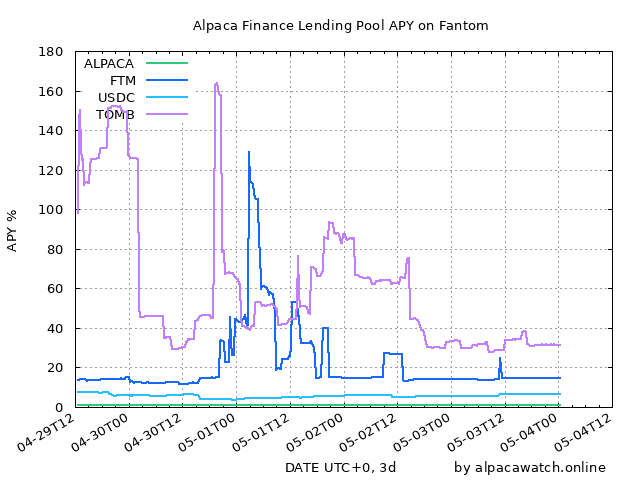 Alpaca Finance Lending Pool APY on Fantom
APY %
180
160
140
120
100
80
60
40
20
0
ALPACA
FTM
USDC
TOMB
04-29T12
04-30T00
04-30T12
05-01T00
05-01T12
05-02T00
05-02T12
05-03T00
05-03T12
05-04T00
05-04T12
DATE UTC+0, 3d
by alpacawatch.online